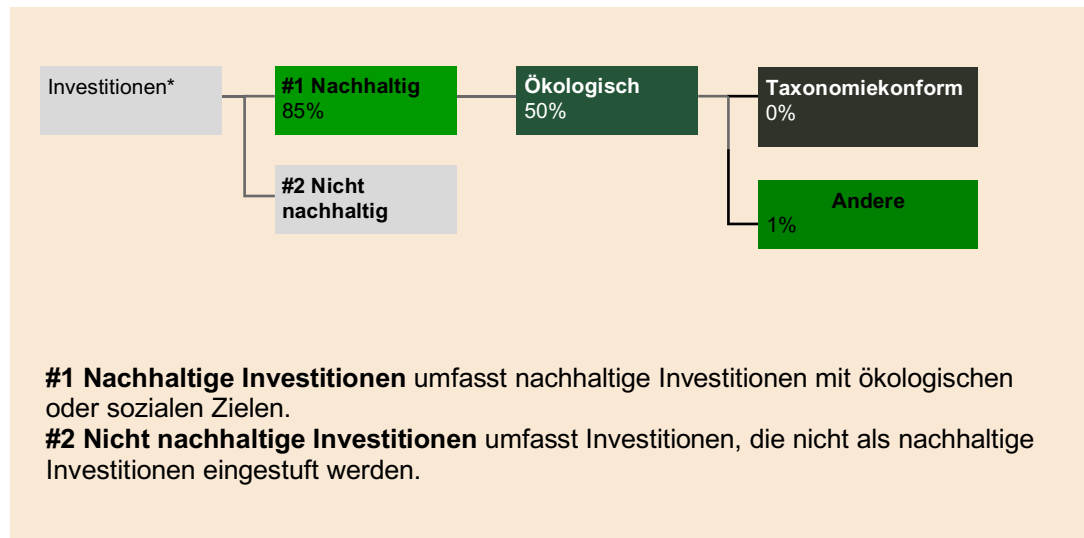 Investitionen*
#1 Nachhaltig
85%
Ökologisch
50%
Taxonomiekonform
0%
#2 Nicht
nachhaltig
Andere
1%
#1 Nachhaltige Investitionen umfasst nachhaltige Investitionen mit ökologischen
oder sozialen Zielen.
#2 Nicht nachhaltige Investitionen umfasst Investitionen, die nicht als nachhaltige
Investitionen eingestuft werden.